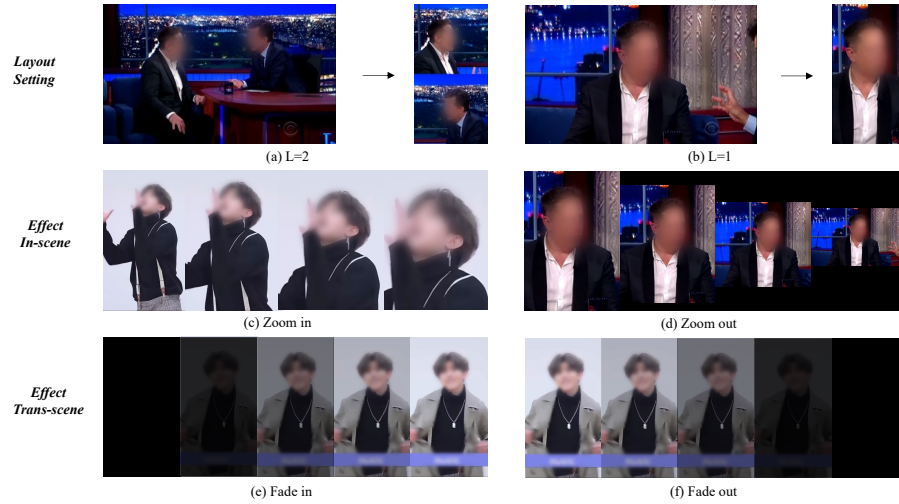 Layout
Setting
(a) L=2
(b) L=1
Effect
In-scene
(c) Zoom in
(d) Zoom out
Effect
Trans-scene
(e) Fade in
(f) Fade out